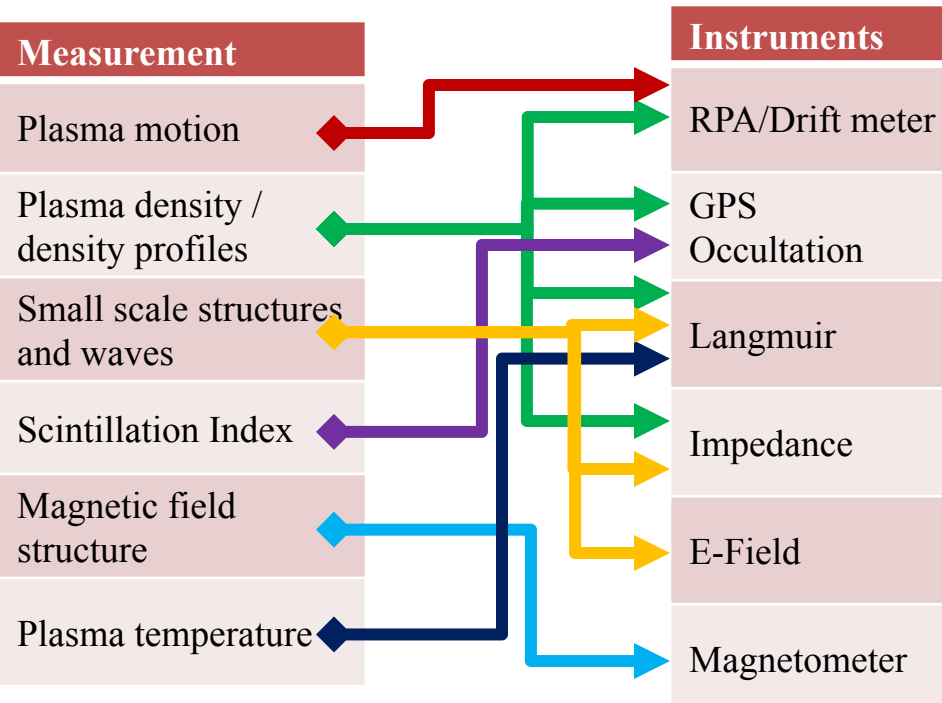 Measurement
Plasma motion
Plasma density /
density profiles
Small scale structures
and waves
Scintillation Index
Magnetic field
structure
Plasma temperature
Instruments
RPA/Drift meter
GPS
Occultation
Langmuir
Impedance
E-Field
Magnetometer